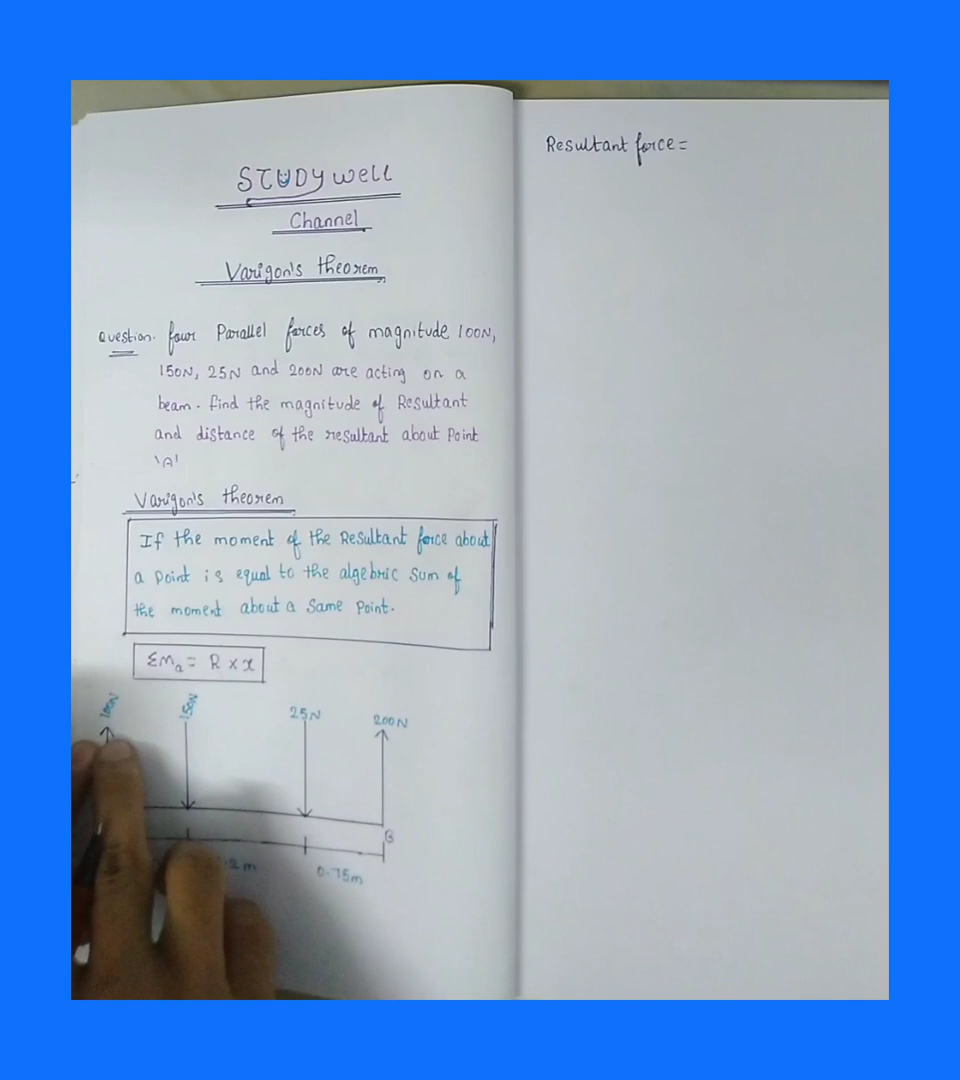 STUDY well
Channel
Varigon's theorem
Question. four Parallel forces of magnitude 100N,
150N, 25N and 200N are acting on a
beam. find the magnitude of Resultant
and distance of the resultant about Point
'A'
Varigon's theorem
If the moment of the Resultant force about
a point is equal to the algebric Sum of
the moment about a Same Point.
ΣMa = R × x
100N 150N 25N 200N
B
0.75m
Resultant force =